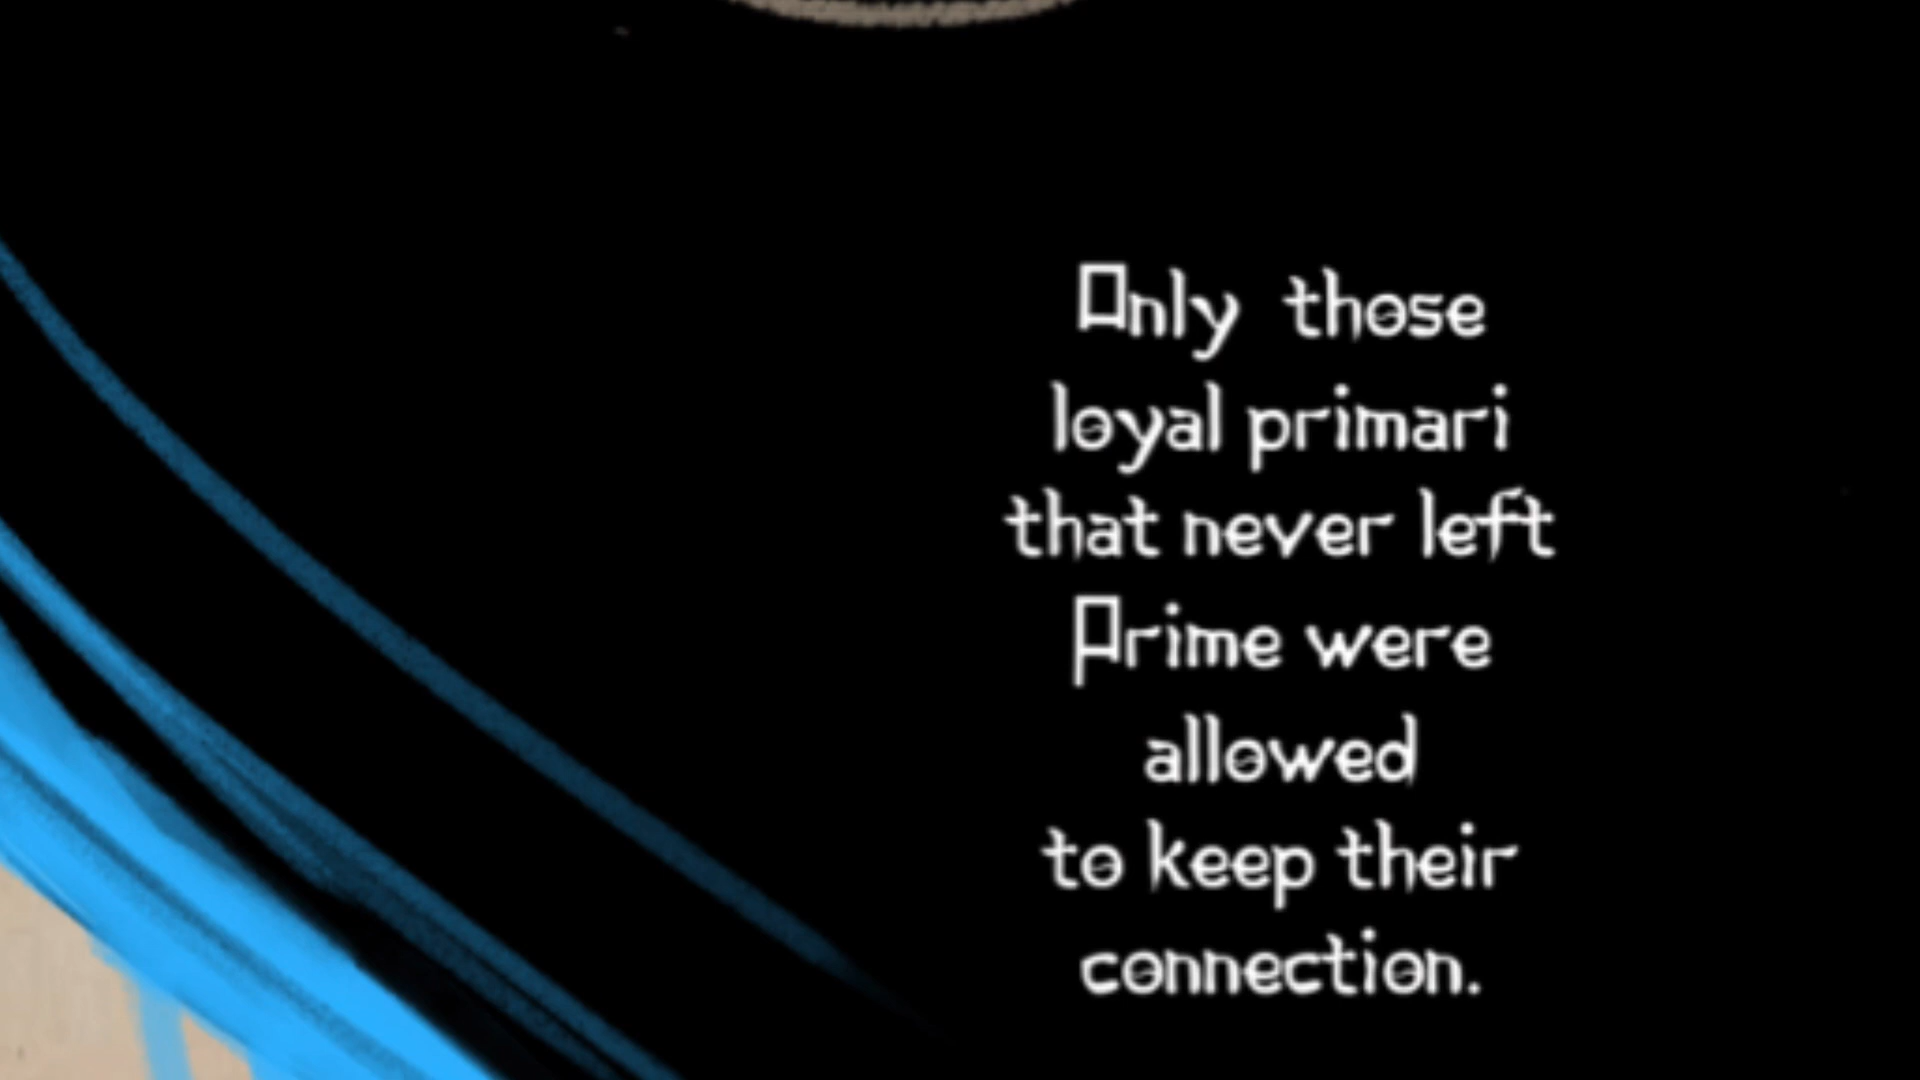 Only those
loyal primari
that never left
Prime were
allowed
to keep their
connection.